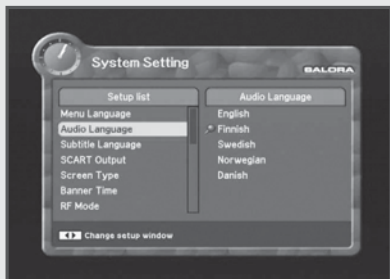 System Setting
SALORA
Setup list
Menu Language
Audio Language
Subtitle Language
SCART Output
Screen Type
Banner Time
RF Mode
Audio Language
English
Finnish
Swedish
Norwegian
Danish
Change setup window